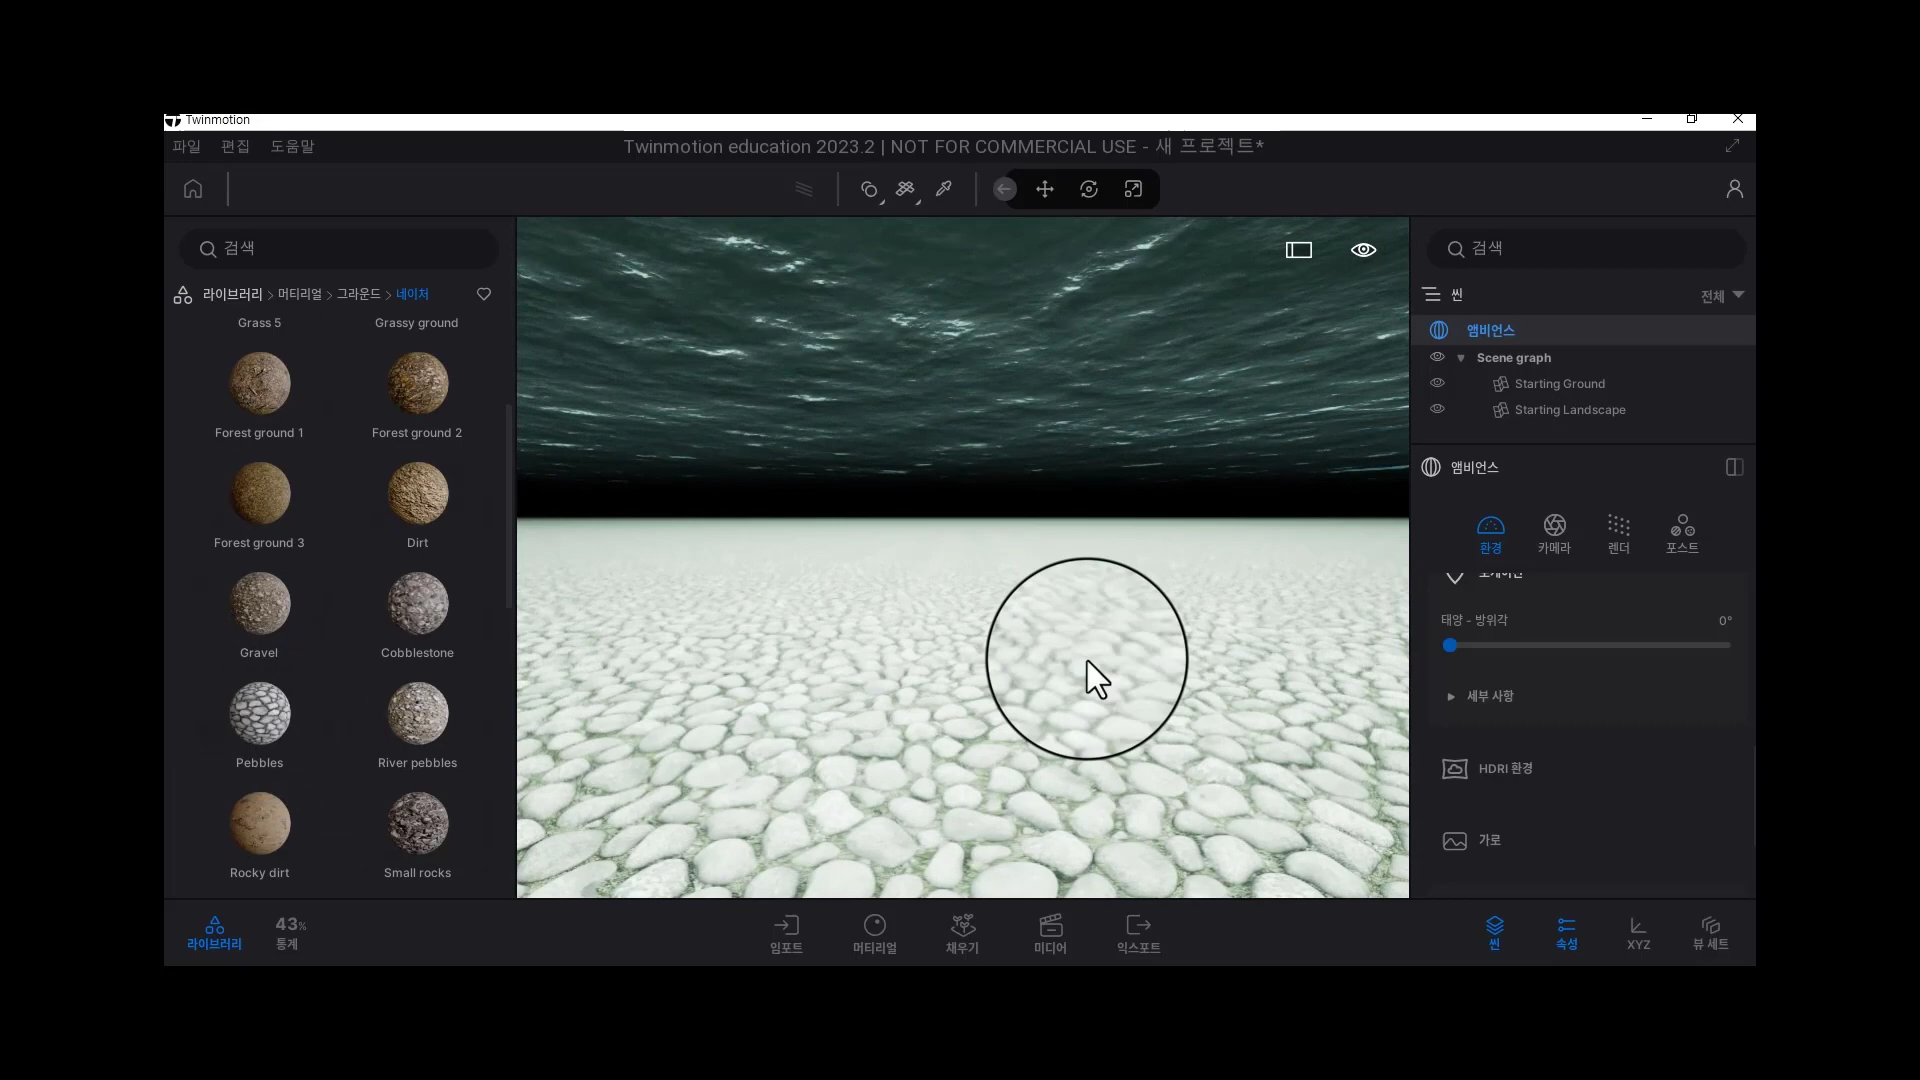 Twinmotion
파일 편집 도움말
Twinmotion education 2023.2 | NOT FOR COMMERCIAL USE - 새 프로젝트*
검색
라이브러리 > 머티리얼 > 그라운드 > 네이처
Grass 5
Grassy ground
Forest ground 1
Forest ground 2
Forest ground 3
Dirt
Gravel
Cobblestone
Pebbles
River pebbles
Rocky dirt
Small rocks
검색
씬
전체
앰비언스
Scene graph
Starting Ground
Starting Landscape
앰비언스
환경
카메라
렌더
포스트
태양 - 방위각
0°
세부 사항
HDRI 환경
가로
라이브러리
43%
통계
임포트
머티리얼
채우기
미디어
익스포트
씬
속성
XYZ
뷰 세트